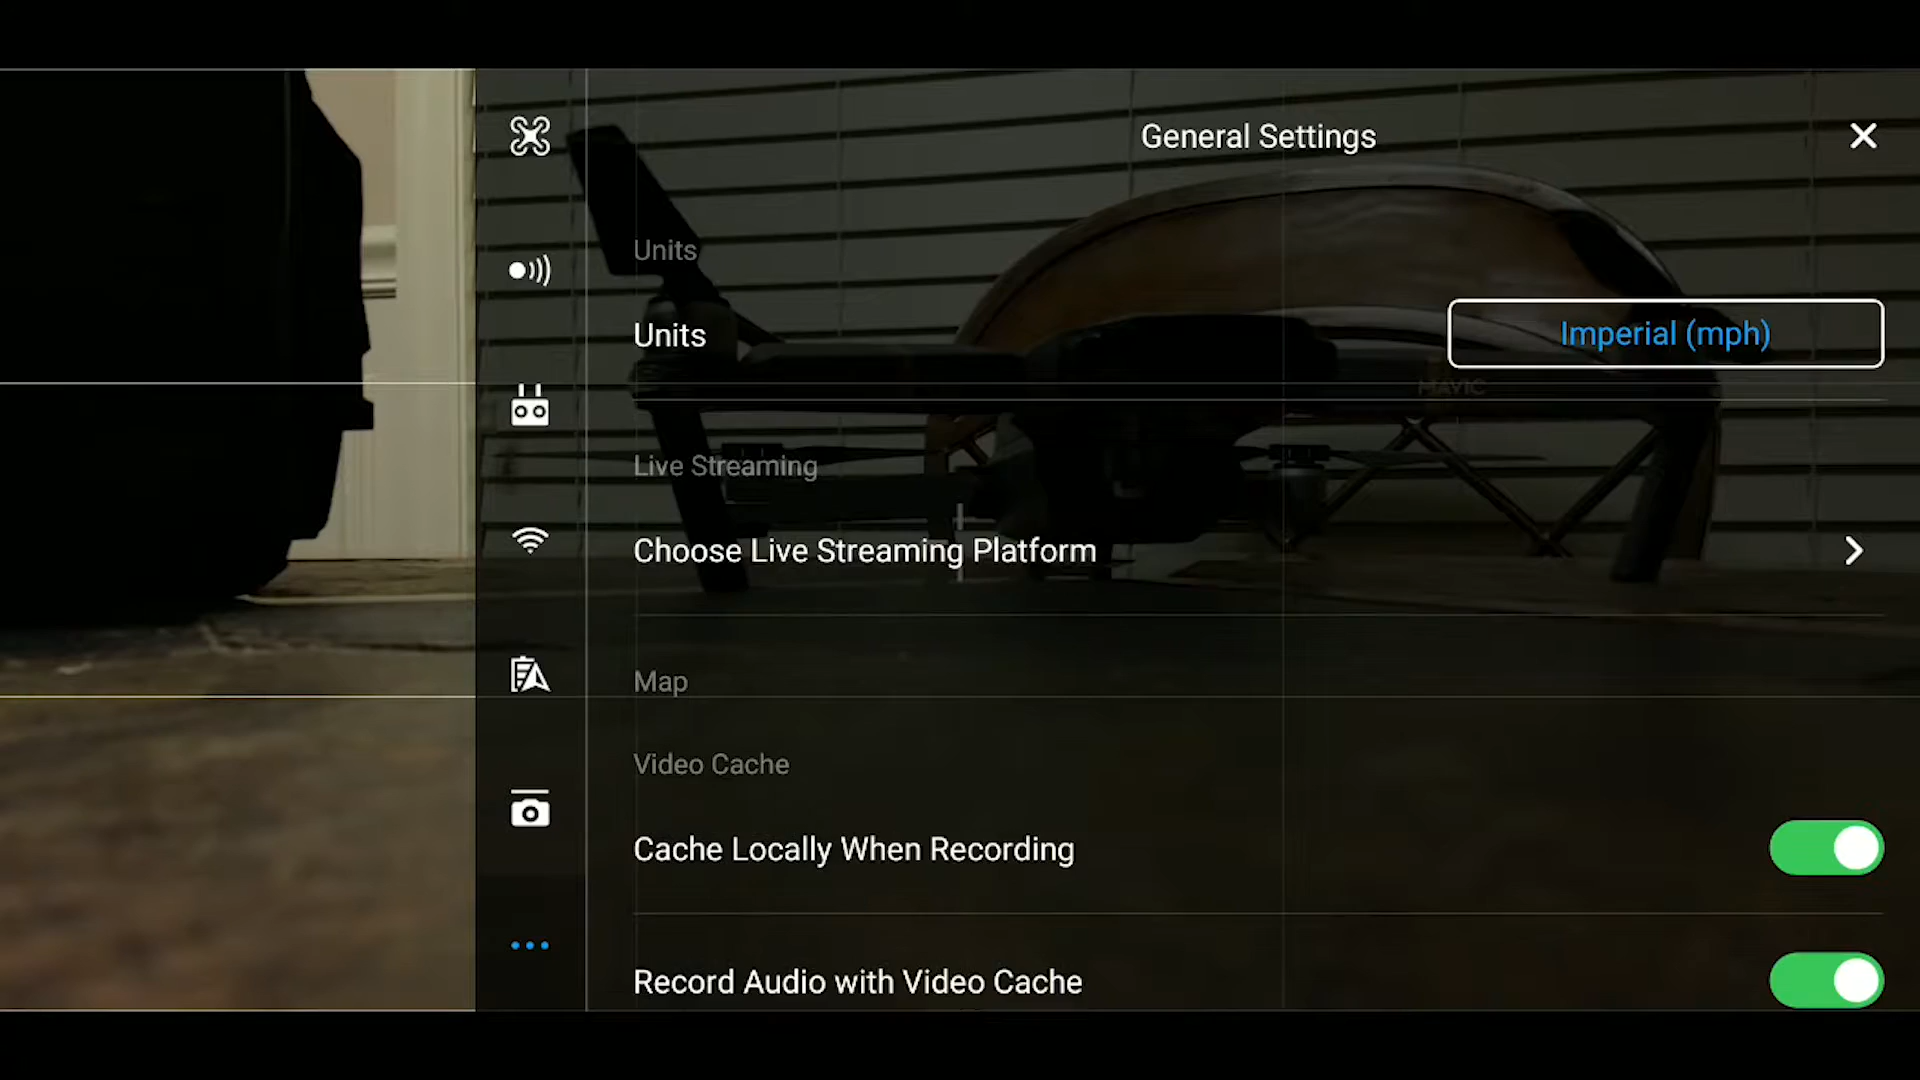 General Settings
Units
Units
Imperial (mph)
MAVIC
Live Streaming
Choose Live Streaming Platform
Map
Video Cache
Cache Locally When Recording
Record Audio with Video Cache